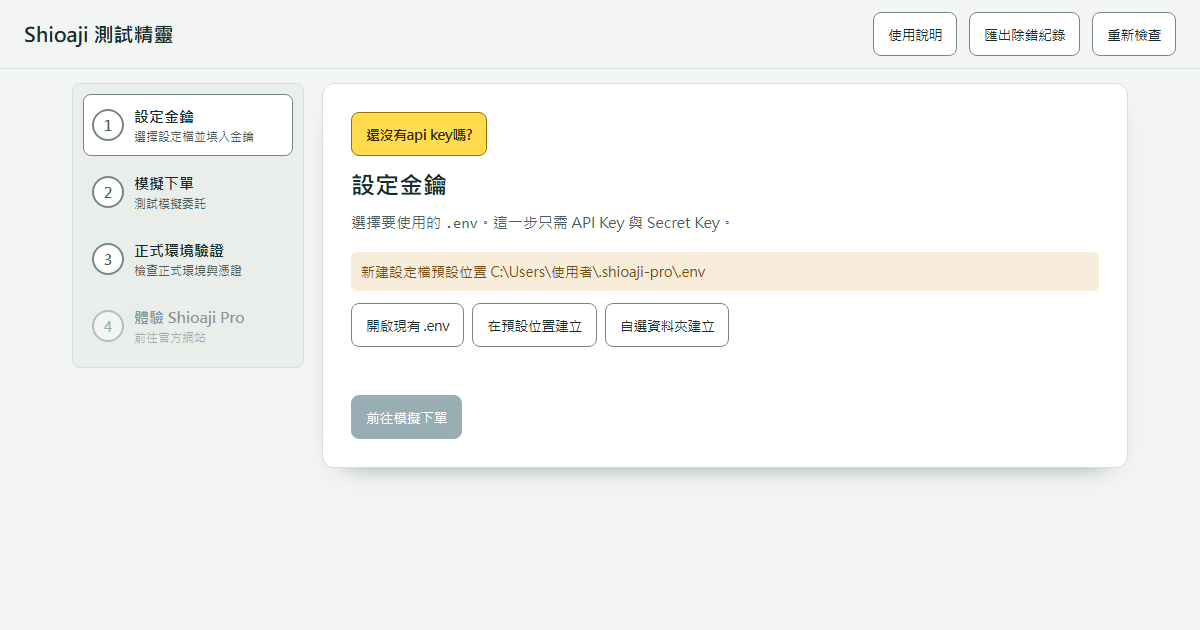 Shioaji 測試精靈
使用說明
匯出除錯紀錄
重新檢查
1
設定金鑰
選擇設定檔並填入金鑰
2
模擬下單
測試模擬委託
3
正式環境驗證
檢查正式環境與憑證
4
體驗 Shioaji Pro
前往官方網站
還沒有api key嗎?
設定金鑰
選擇要使用的 .env。這一步只需 API Key 與 Secret Key。
新建設定檔預設位置 C:\Users\使用者\.shioaji-pro\.env
開啟現有 .env
在預設位置建立
自選資料夾建立
前往模擬下單